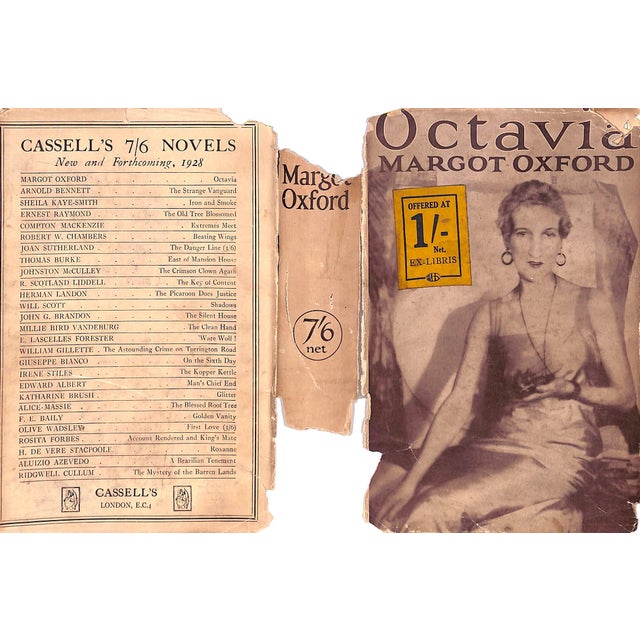 CASSELL'S 7/6 NOVELS
New and Forthcoming, 1928
MARGOT OXFORD Octavia
ARNOLD BENNETT The Strange Vanguard
SHEILA KAYE-SMITH Iron and Smoke
ERNEST RAYMOND The Old Tree Blossomed
COMPTON MACKENZIE Extremes Meet
ROBERT W. CHAMBERS Beating Wings
JOAN SUTHERLAND The Danger Line (3/6)
THOMAS BURKE East of Mansion House
JOHNSTON McCULLEY The Crimson Clown Again
R. SCOTLAND LIDDELL The Key of Content
HERMAN LANDON The Picaroon Does Justice
WILL SCOTT Shadows
JOHN G. BRANDON The Silent House
MILLIE BIRD VANDEBURG The Clean Hand
E. LASCELLES FORESTER 'Ware Wolf!
WILLIAM GILLETTE The Astounding Crime on Torrington Road
GIUSEPPE BIANCO On the Sixth Day
IRENE STILES The Kopper Kettle
EDWARD ALBERT Man's Chief End
KATHARINE BRUSH Glitter
ALICE-MASSIE The Blessed Roof Tree
F. E. BAILY Golden Vanity
OLIVE WADSLEY First Love (3/6)
ROSITA FORBES Account Rendered and King's Mate
H. DE VERE STACPOOLE Roxanne
ALUIZIO AZEVEDO A Brazilian Tenement
RIDGWELL CULLUM The Mystery of the Barren Lands
CASSELL'S
LONDON, E.C.4
Margot
Oxford
7/6
net
Octavia
MARGOT OXFORD
OFFERED AT
1/-
Net.
EX-LIBRIS